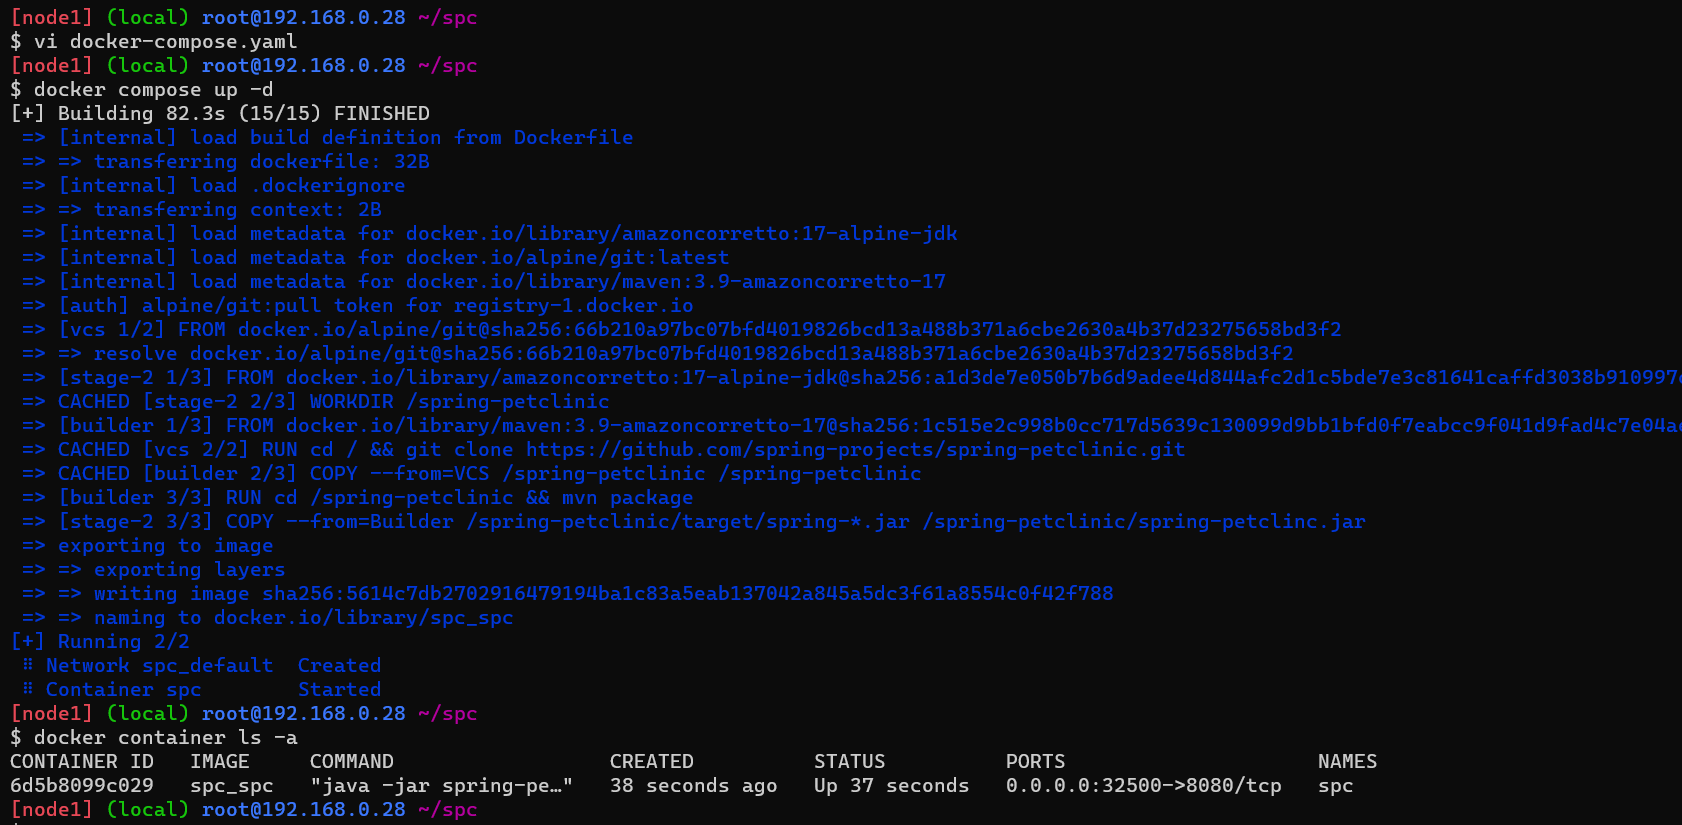 [node1] (local) root@192.168.0.28 ~/spc
$ vi docker-compose.yaml
[node1] (local) root@192.168.0.28 ~/spc
$ docker compose up -d
[+] Building 82.3s (15/15) FINISHED
=> [internal] load build definition from Dockerfile
=> => transferring dockerfile: 32B
=> [internal] load .dockerignore
=> => transferring context: 2B
=> [internal] load metadata for docker.io/library/amazoncorretto:17-alpine-jdk
=> [internal] load metadata for docker.io/alpine/git:latest
=> [internal] load metadata for docker.io/library/maven:3.9-amazoncorretto-17
=> [auth] alpine/git:pull token for registry-1.docker.io
=> [vcs 1/2] FROM docker.io/alpine/git@sha256:66b210a97bc07bfd4019826bcd13a488b371a6cbe2630a4b37d23275658bd3f2
=> => resolve docker.io/alpine/git@sha256:66b210a97bc07bfd4019826bcd13a488b371a6cbe2630a4b37d23275658bd3f2
=> [stage-2 1/3] FROM docker.io/library/amazoncorretto:17-alpine-jdk@sha256:a1d3de7e050b7b6d9adee4d844afc2d1c5bde7e3c81641caffd3038b910997
=> CACHED [stage-2 2/3] WORKDIR /spring-petclinic
=> [builder 1/3] FROM docker.io/library/maven:3.9-amazoncorretto-17@sha256:1c515e2c998b0cc717d5639c130099d9bb1bfd0f7eabcc9f041d9fad4c7e04a
=> CACHED [vcs 2/2] RUN cd / && git clone https://github.com/spring-projects/spring-petclinic.git
=> CACHED [builder 2/3] COPY --from=VCS /spring-petclinic /spring-petclinic
=> [builder 3/3] RUN cd /spring-petclinic && mvn package
=> [stage-2 3/3] COPY --from=Builder /spring-petclinic/target/spring-*.jar /spring-petclinic/spring-petclinc.jar
=> exporting to image
=> => exporting layers
=> => writing image sha256:5614c7db2702916479194ba1c83a5eab137042a845a5dc3f61a8554c0f42f788
=> => naming to docker.io/library/spc_spc
[+] Running 2/2
⠿ Network spc_default  Created
⠿ Container spc        Started
[node1] (local) root@192.168.0.28 ~/spc
$ docker container ls -a
CONTAINER ID   IMAGE     COMMAND                  CREATED          STATUS          PORTS                     NAMES
6d5b8099c029   spc_spc   "java -jar spring-pe…"   38 seconds ago   Up 37 seconds   0.0.0.0:32500->8080/tcp   spc
[node1] (local) root@192.168.0.28 ~/spc